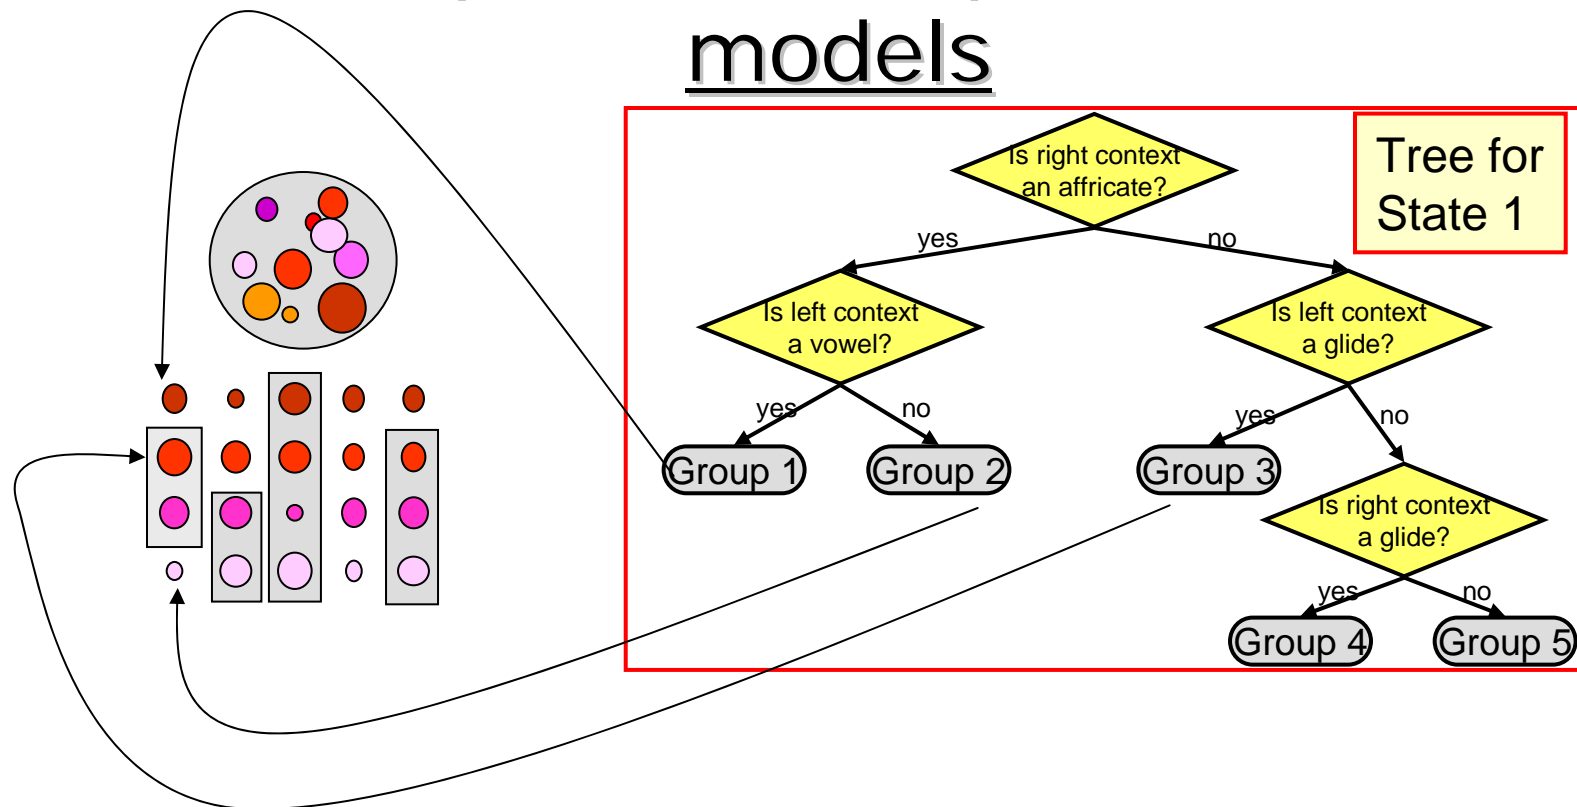 models
Is right context
an affricate?
Tree for
State 1
yes
no
Is left context
a vowel?
Is left context
a glide?
yes
no
yes
no
Group 1
Group 2
Group 3
Is right context
a glide?
yes
no
Group 4
Group 5